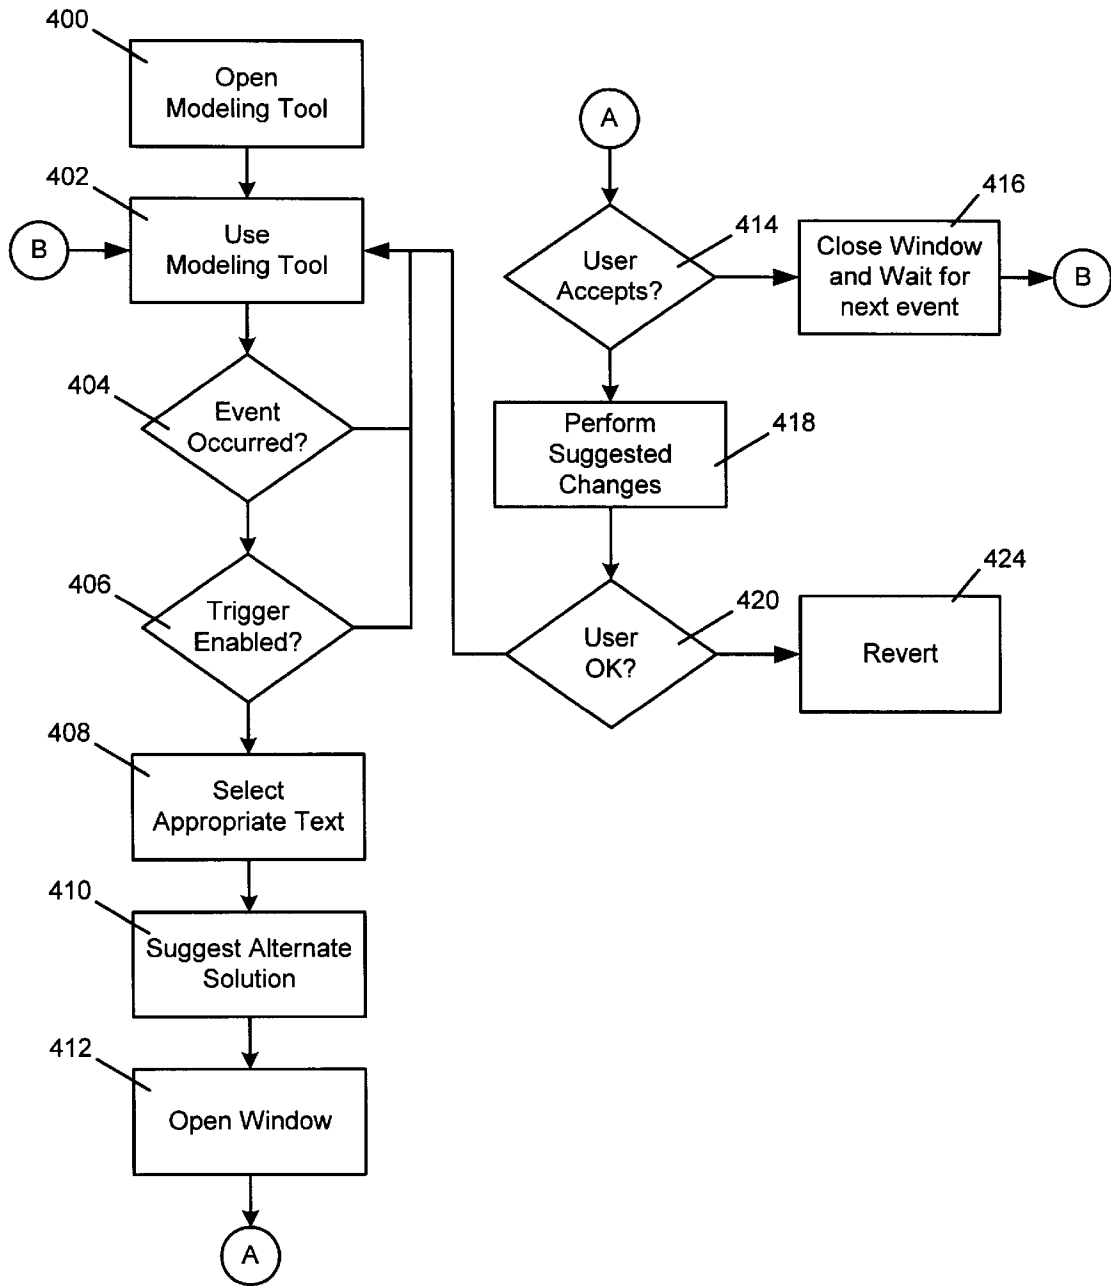 400
Open
Modeling Tool
402
B
Use
Modeling Tool
404
Event
Occurred?
406
Trigger
Enabled?
408
Select
Appropriate Text
410
Suggest Alternate
Solution
412
Open Window
A
A
414
User
Accepts?
416
Close Window
and Wait for
next event
B
418
Perform
Suggested
Changes
420
User
OK?
424
Revert